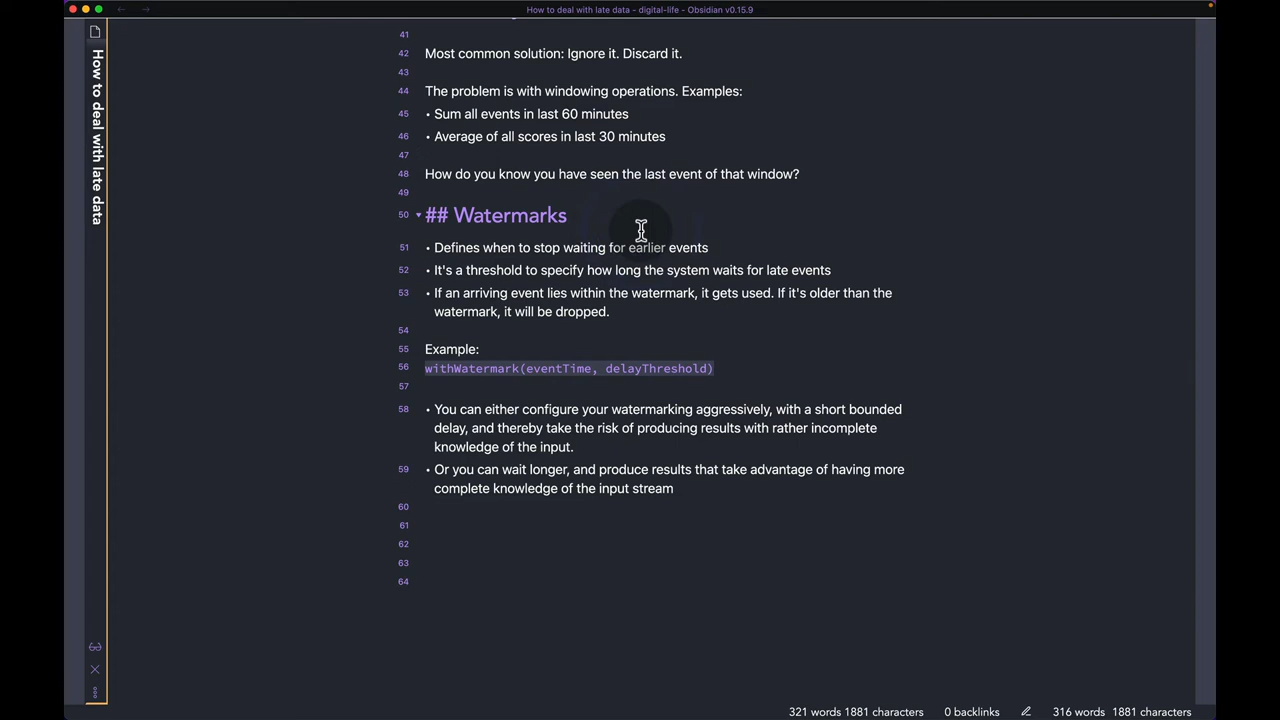 How to deal with late data - digital-life - Obsidian v0.15.9
How to deal with late data
41
42 Most common solution: Ignore it. Discard it.
43
44 The problem is with windowing operations. Examples:
45 • Sum all events in last 60 minutes
46 • Average of all scores in last 30 minutes
47
48 How do you know you have seen the last event of that window?
49
50 ## Watermarks
51 • Defines when to stop waiting for earlier events
52 • It's a threshold to specify how long the system waits for late events
53 • If an arriving event lies within the watermark, it gets used. If it's older than the
watermark, it will be dropped.
54
55 Example:
56 withWatermark(eventTime, delayThreshold)
57
58 • You can either configure your watermarking aggressively, with a short bounded
delay, and thereby take the risk of producing results with rather incomplete
knowledge of the input.
59 • Or you can wait longer, and produce results that take advantage of having more
complete knowledge of the input stream
60
61
62
63
64
321 words 1881 characters 0 backlinks 316 words 1881 characters